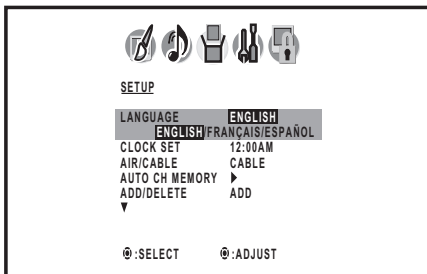 SETUP
LANGUAGE ENGLISH
ENGLISH/FRANÇAIS/ESPAÑOL
CLOCK SET 12:00AM
AIR/CABLE CABLE
AUTO CH MEMORY ▶
ADD/DELETE ADD
▼
:SELECT :ADJUST